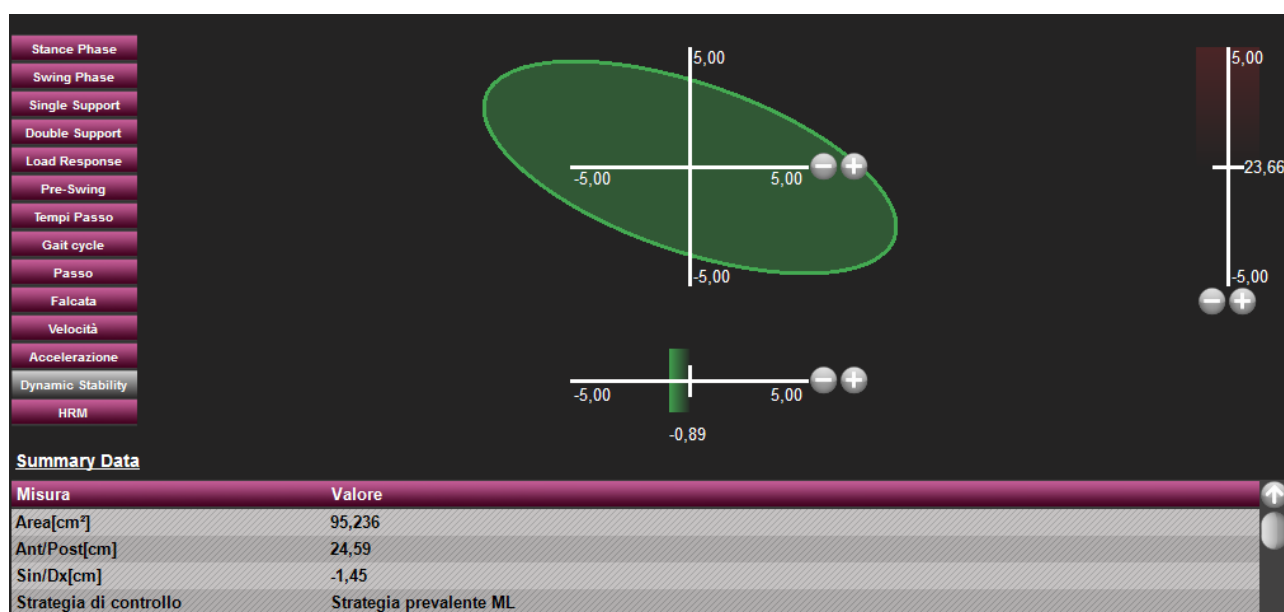 Stance Phase
Swing Phase
Single Support
Double Support
Load Response
Pre-Swing
Tempi Passo
Gait cycle
Passo
Falcata
Velocità
Accelerazione
Dynamic Stability
HRM
5,00
-5,00
5,00
-5,00
5,00
23,66
-5,00
-5,00
5,00
-0,89
Summary Data
Misura Valore
Area[cm²] 95,236
Ant/Post[cm] 24,59
Sin/Dx[cm] -1,45
Strategia di controllo Strategia prevalente ML